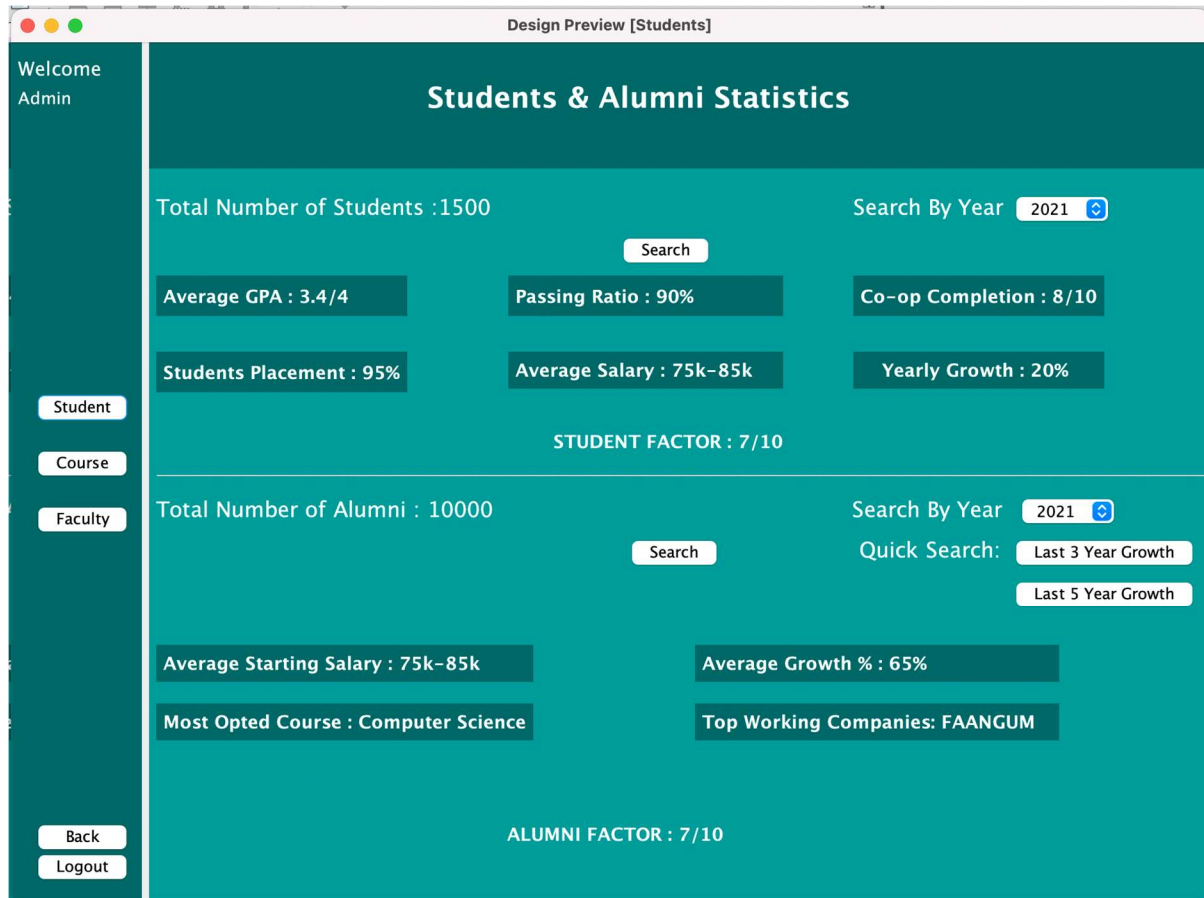 Design Preview [Students]
Welcome
Admin
Students & Alumni Statistics
Total Number of Students :1500
Search By Year 2021
Search
Average GPA : 3.4/4
Passing Ratio : 90%
Co-op Completion : 8/10
Students Placement : 95%
Average Salary : 75k-85k
Yearly Growth : 20%
Student
STUDENT FACTOR : 7/10
Course
Total Number of Alumni : 10000
Search By Year 2021
Faculty
Search
Quick Search: Last 3 Year Growth
Last 5 Year Growth
Average Starting Salary : 75k-85k
Average Growth % : 65%
Most Opted Course : Computer Science
Top Working Companies: FAANGUM
Back
ALUMNI FACTOR : 7/10
Logout